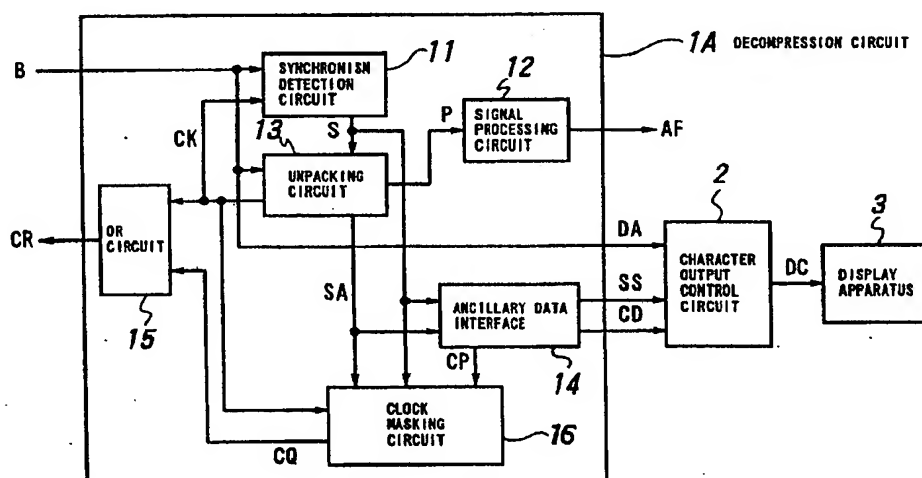 1A DECOMPRESSION CIRCUIT
B
SYNCHRONISM
DETECTION
CIRCUIT
11
12
SIGNAL
PROCESSING
CIRCUIT
P
AF
CK
S
13
UNPACKING
CIRCUIT
OR
CIRCUIT
CR
15
DA
2
CHARACTER
OUTPUT
CONTROL
CIRCUIT
SS
CD
DC
3
DISPLAY
APPARATUS
SA
ANCILLARY DATA
INTERFACE
CP
14
CLOCK
MASKING
CIRCUIT
16
CQ